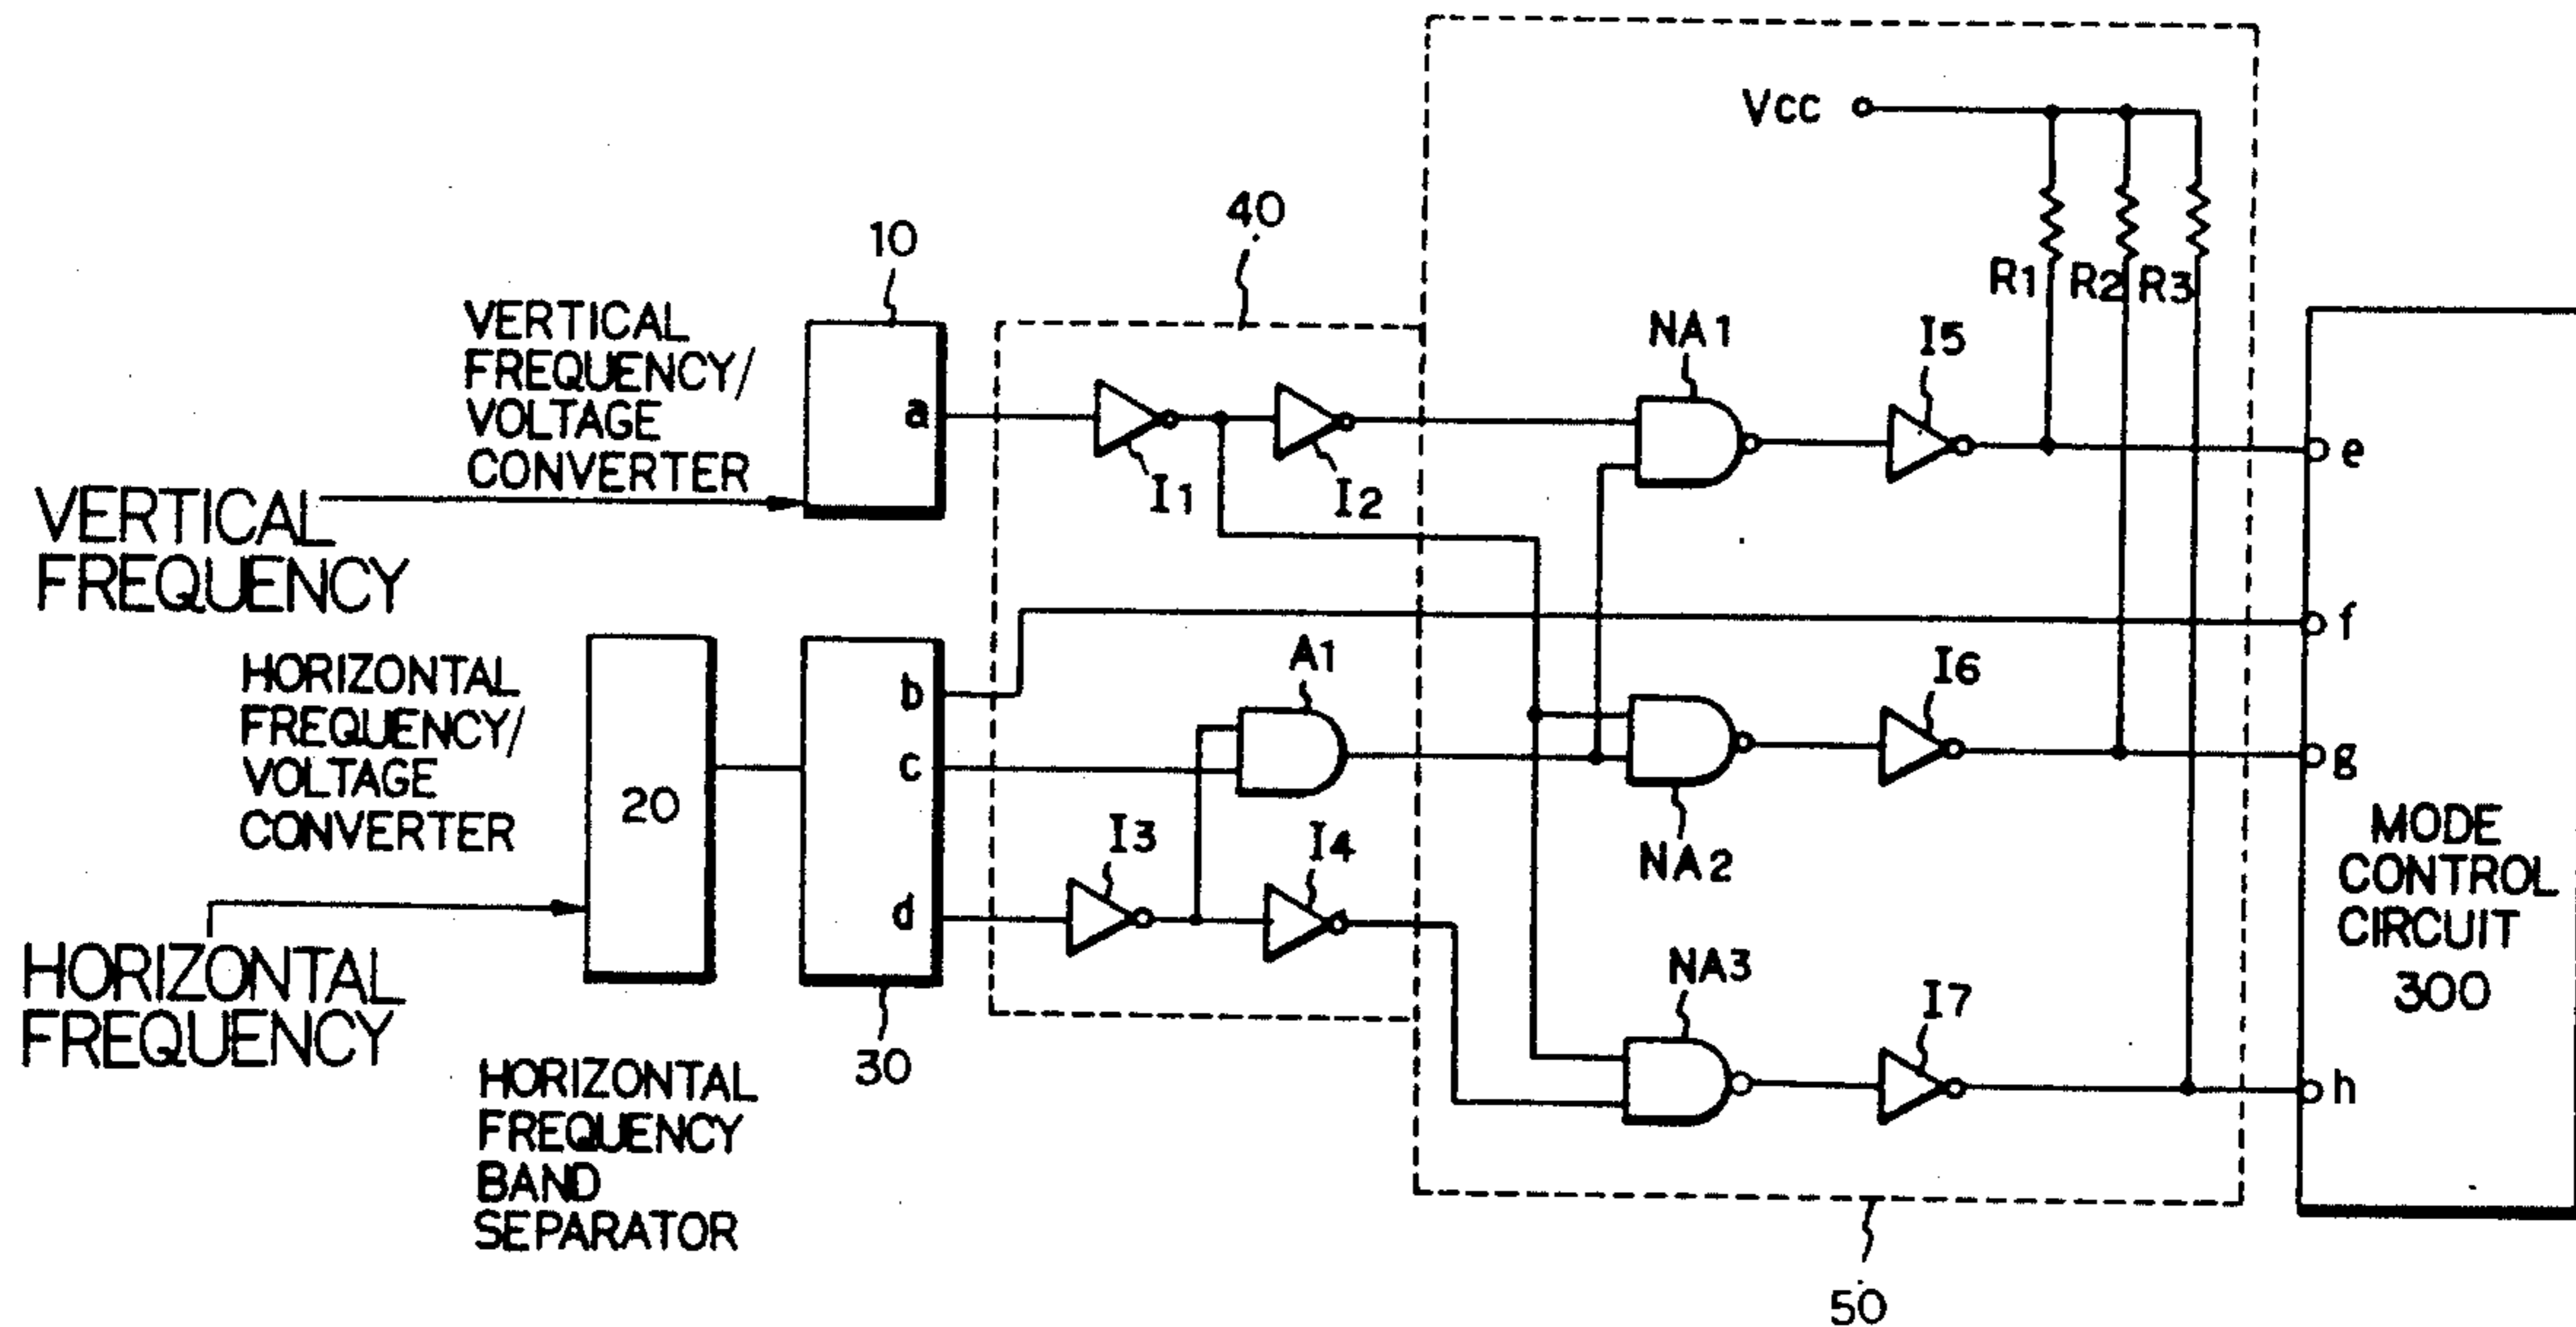 Vcc
R1 R2 R3
40
10
VERTICAL
FREQUENCY/
VOLTAGE
CONVERTER
a
I1
I2
NA1
I5
e
VERTICAL
FREQUENCY
f
HORIZONTAL
FREQUENCY/
VOLTAGE
CONVERTER
20
b
c
d
A1
I3
I4
NA2
I6
g
MODE
CONTROL
CIRCUIT
300
HORIZONTAL
FREQUENCY
30
HORIZONTAL
FREQUENCY
BAND
SEPARATOR
NA3
I7
h
50